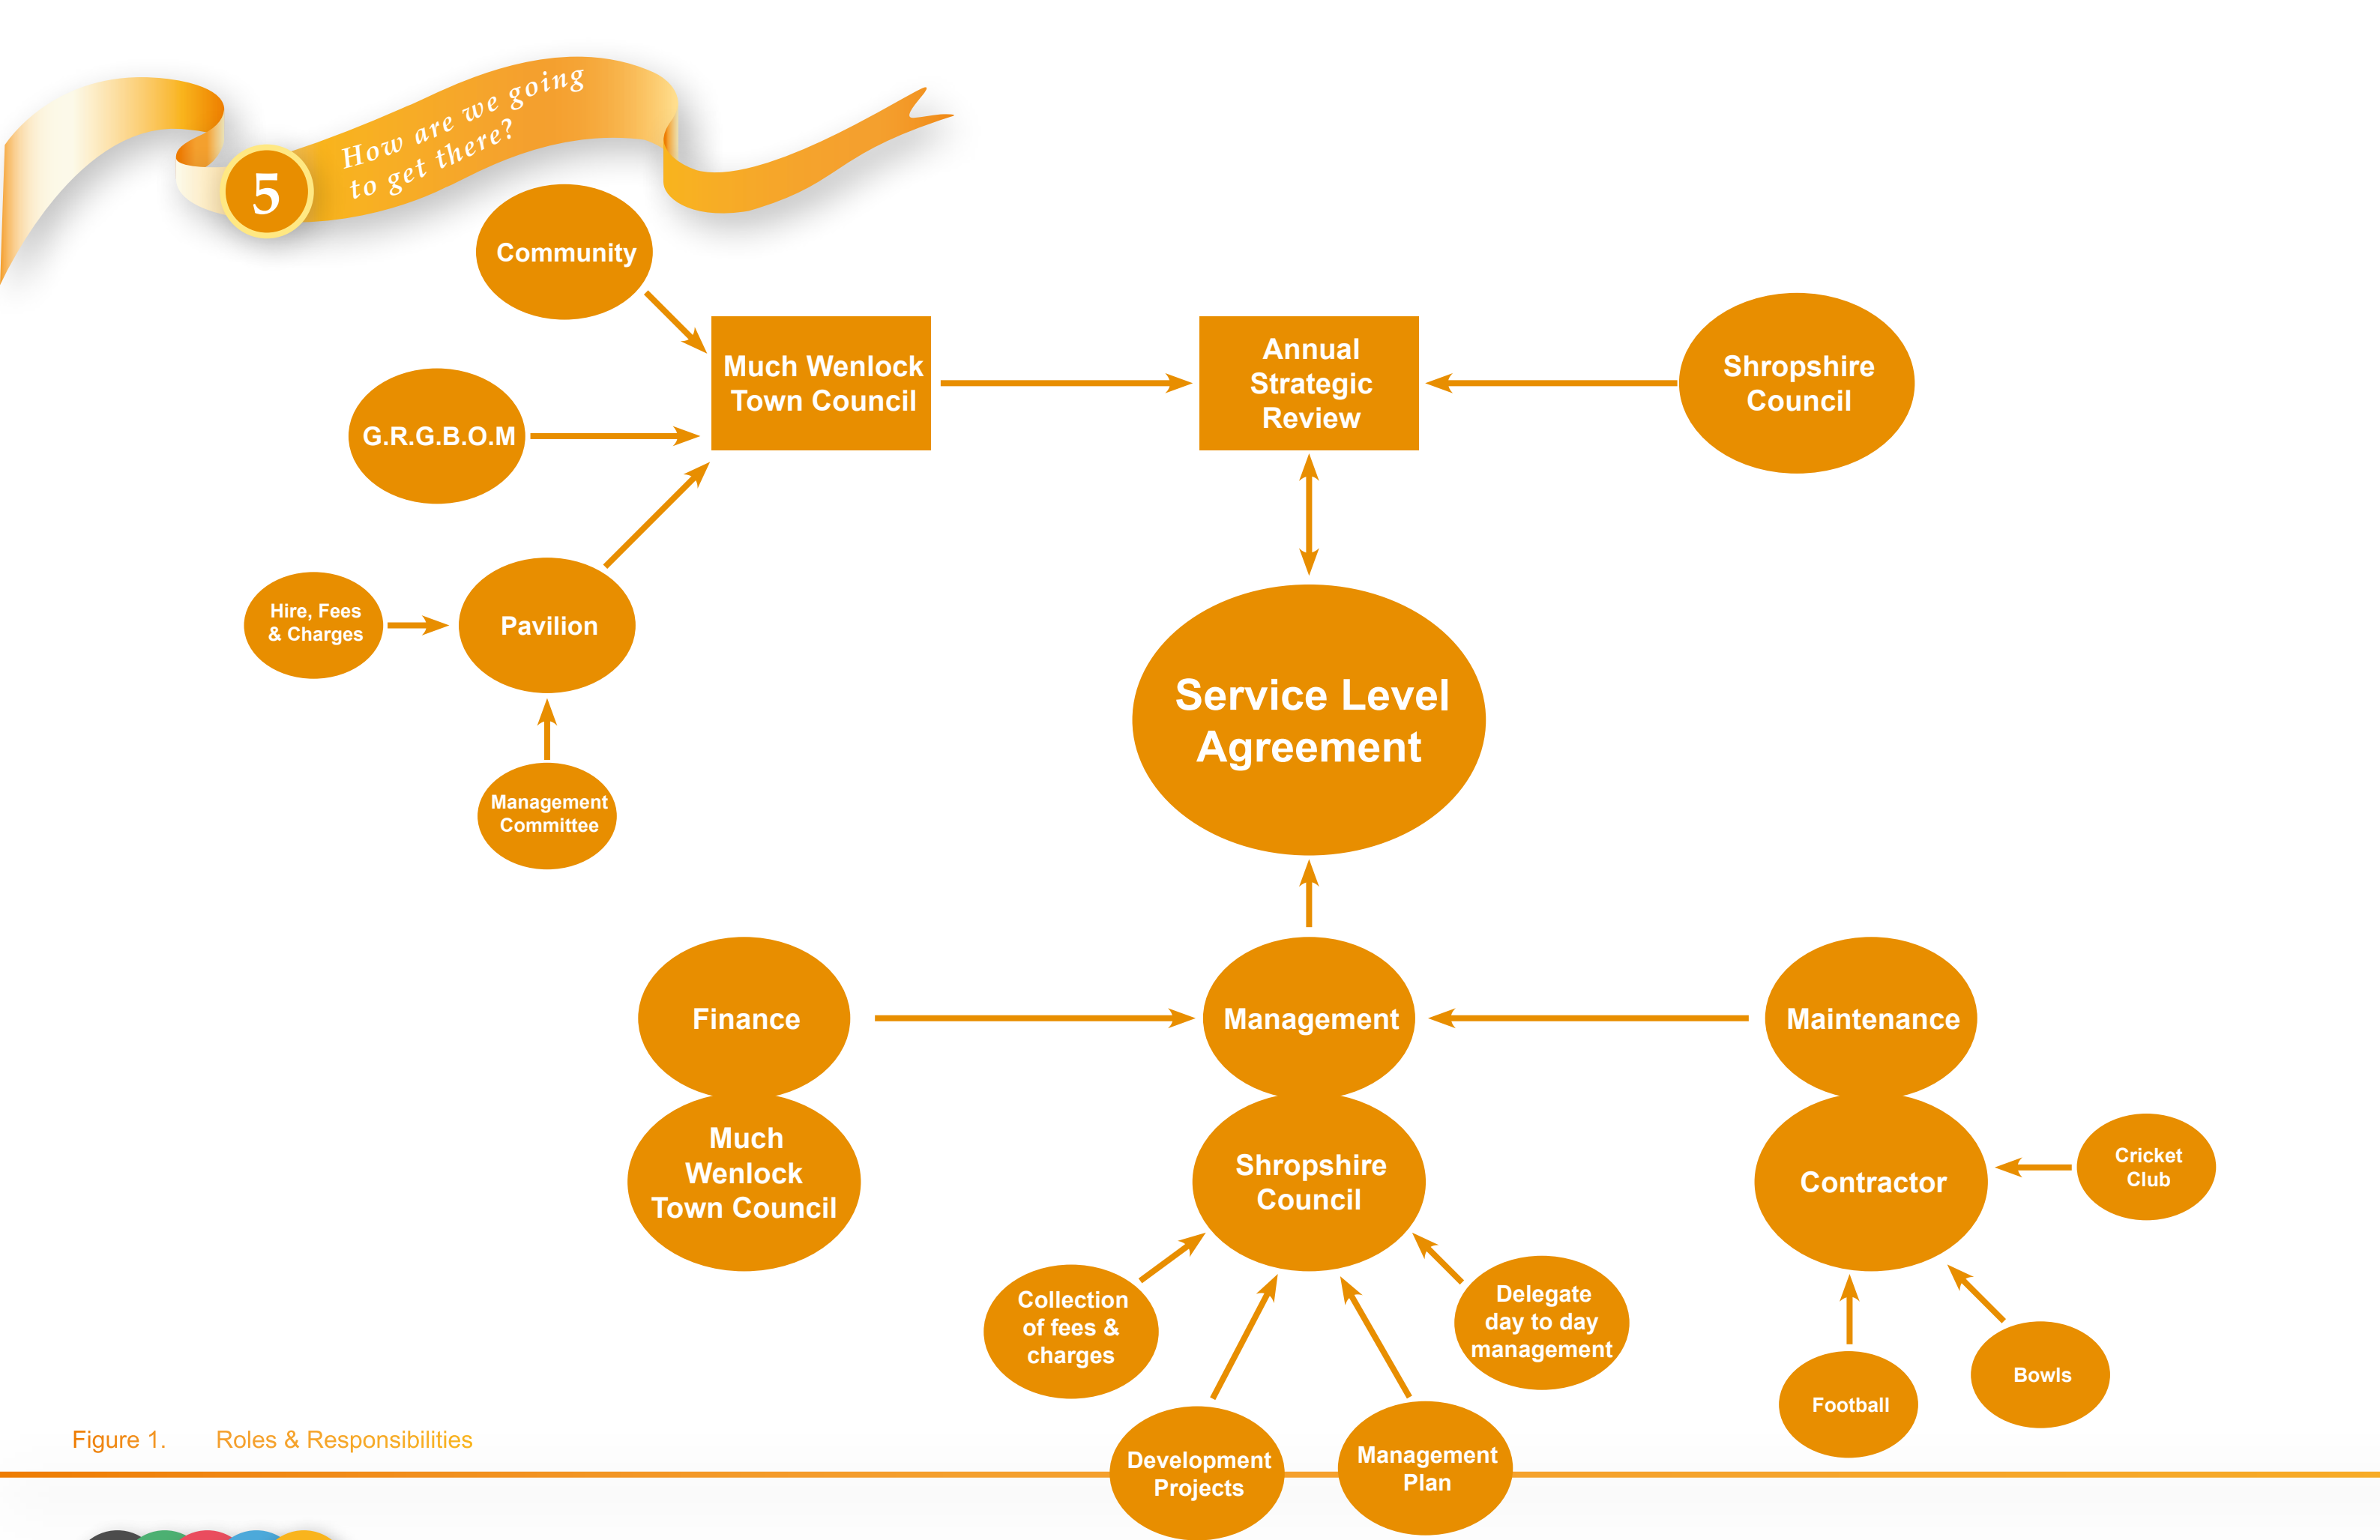 How are we going
to get there?
5
Community
Much Wenlock
Town Council
Annual
Strategic
Review
Shropshire
Council
G.R.G.B.O.M
Hire, Fees
& Charges
Pavilion
Service Level
Agreement
Management
Committee
Finance
Management
Maintenance
Much
Wenlock
Town Council
Shropshire
Council
Contractor
Cricket
Club
Collection
of fees &
charges
Delegate
day to day
management
Football
Bowls
Development
Projects
Management
Plan
Figure 1. Roles & Responsibilities